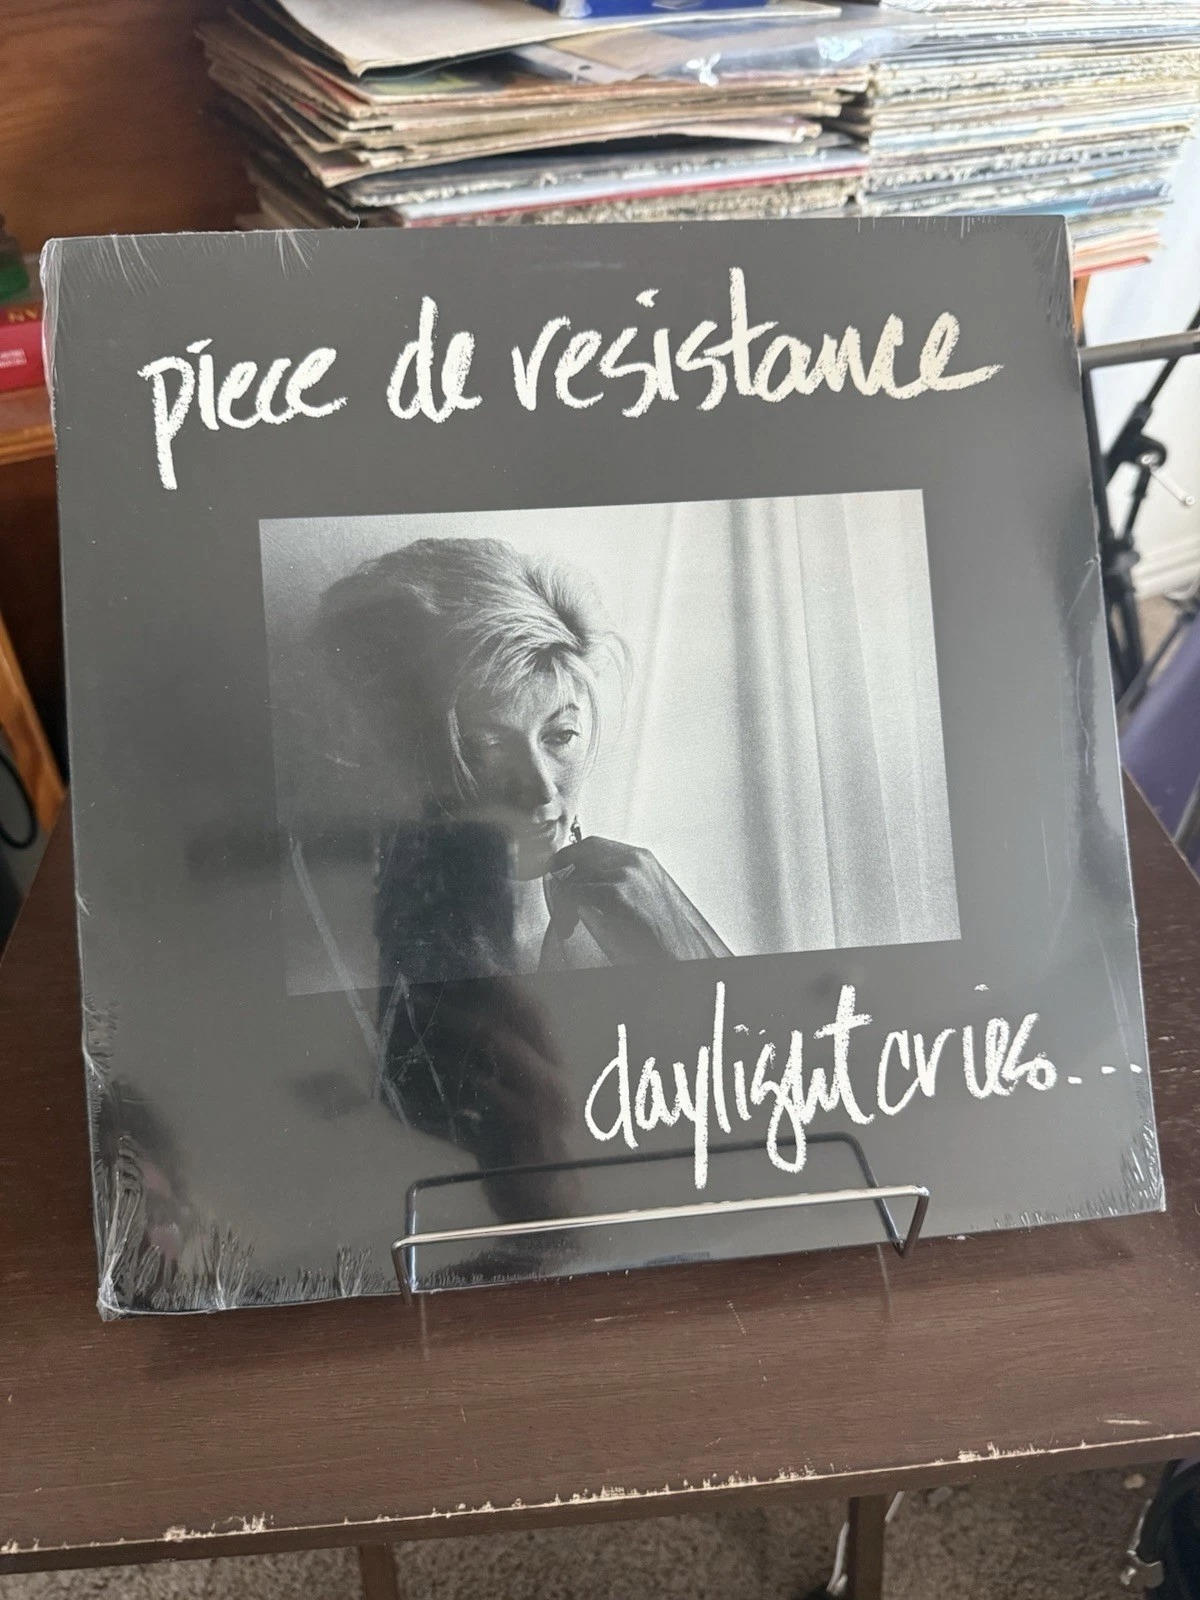 piece de resistance
daylight cries...